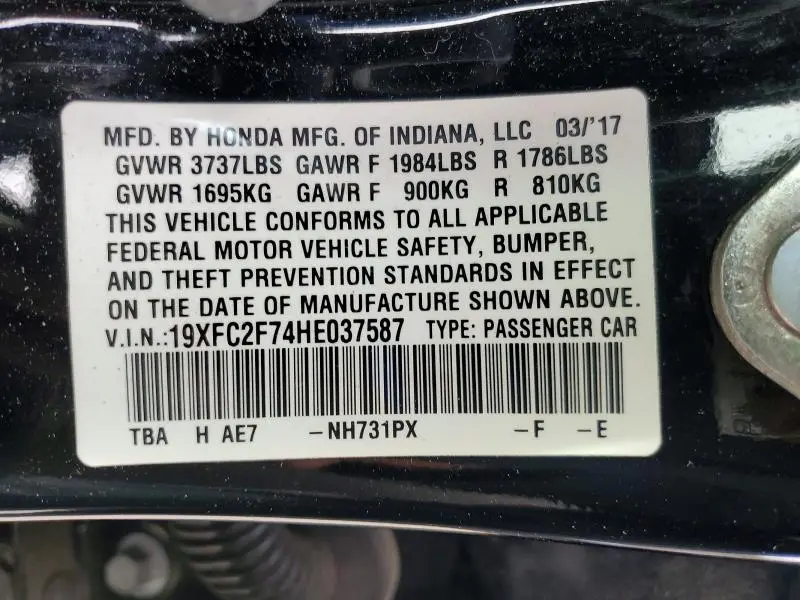 MFD. BY HONDA MFG. OF INDIANA, LLC 03/'17
GVWR 3737LBS GAWR F 1984LBS R 1786LBS
GVWR 1695KG GAWR F 900KG R 810KG
THIS VEHICLE CONFORMS TO ALL APPLICABLE
FEDERAL MOTOR VEHICLE SAFETY, BUMPER,
AND THEFT PREVENTION STANDARDS IN EFFECT
ON THE DATE OF MANUFACTURE SHOWN ABOVE.
V.I.N.:19XFC2F74HE037587 TYPE: PASSENGER CAR
TBA H AE7 –NH731PX –F –E